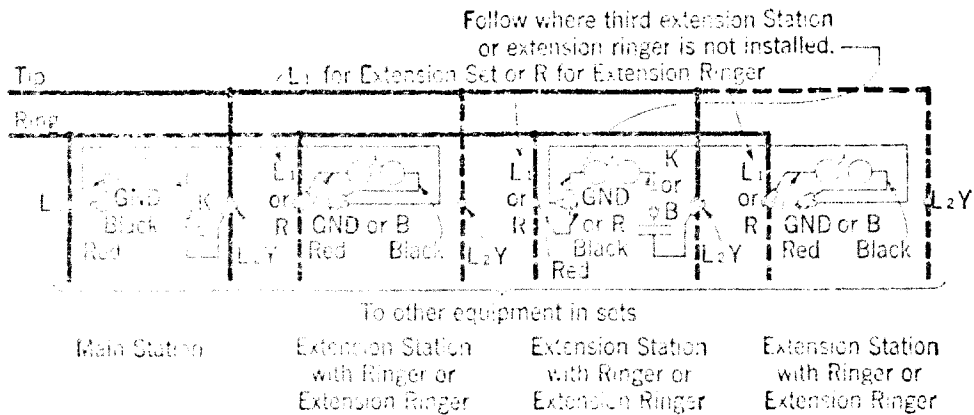 Follow where third extension Station
or extension ringer is not installed.
Tip
L₁ for Extension Set or R for Extension Ringer
Ring
L
GND
Black
Red
K
L₂Y
L₁
or
R
GND or B
Red
Black
L₂Y
L₁
or
R
GND
or R
Black
Red
K
or
B
L₂Y
L₁
or
R
GND or B
Red
Black
L₂Y
To other equipment in sets
Main Station
Extension Station
with Ringer or
Extension Ringer
Extension Station
with Ringer or
Extension Ringer
Extension Station
with Ringer or
Extension Ringer